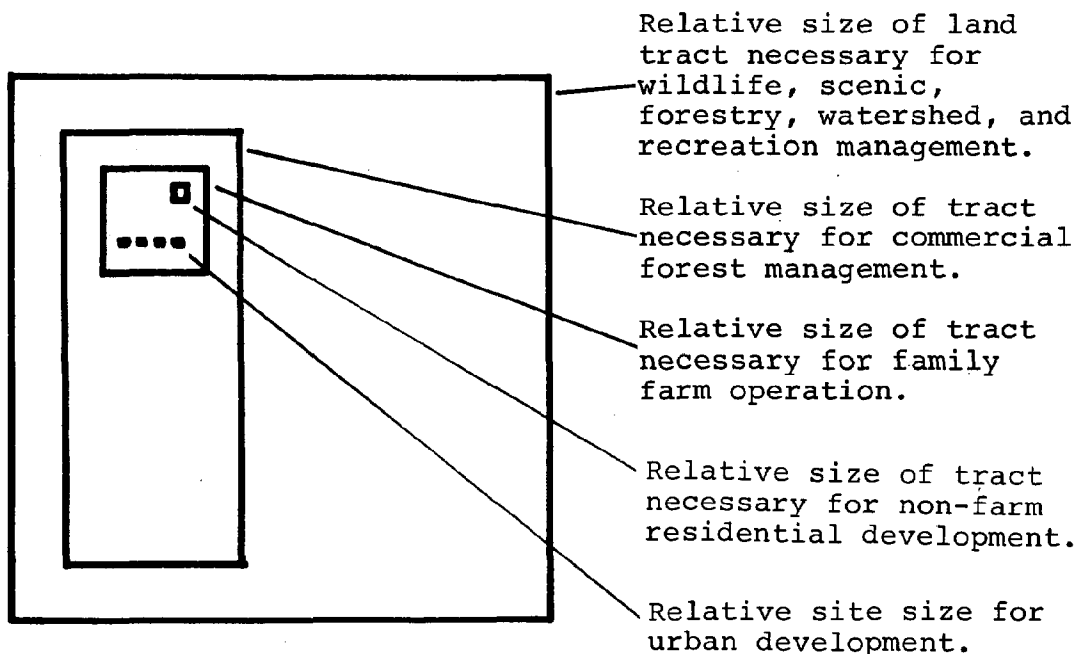 Relative size of land
tract necessary for
wildlife, scenic,
forestry, watershed, and
recreation management.
Relative size of tract
necessary for commercial
forest management.
Relative size of tract
necessary for family
farm operation.
Relative size of tract
necessary for non-farm
residential development.
Relative site size for
urban development.